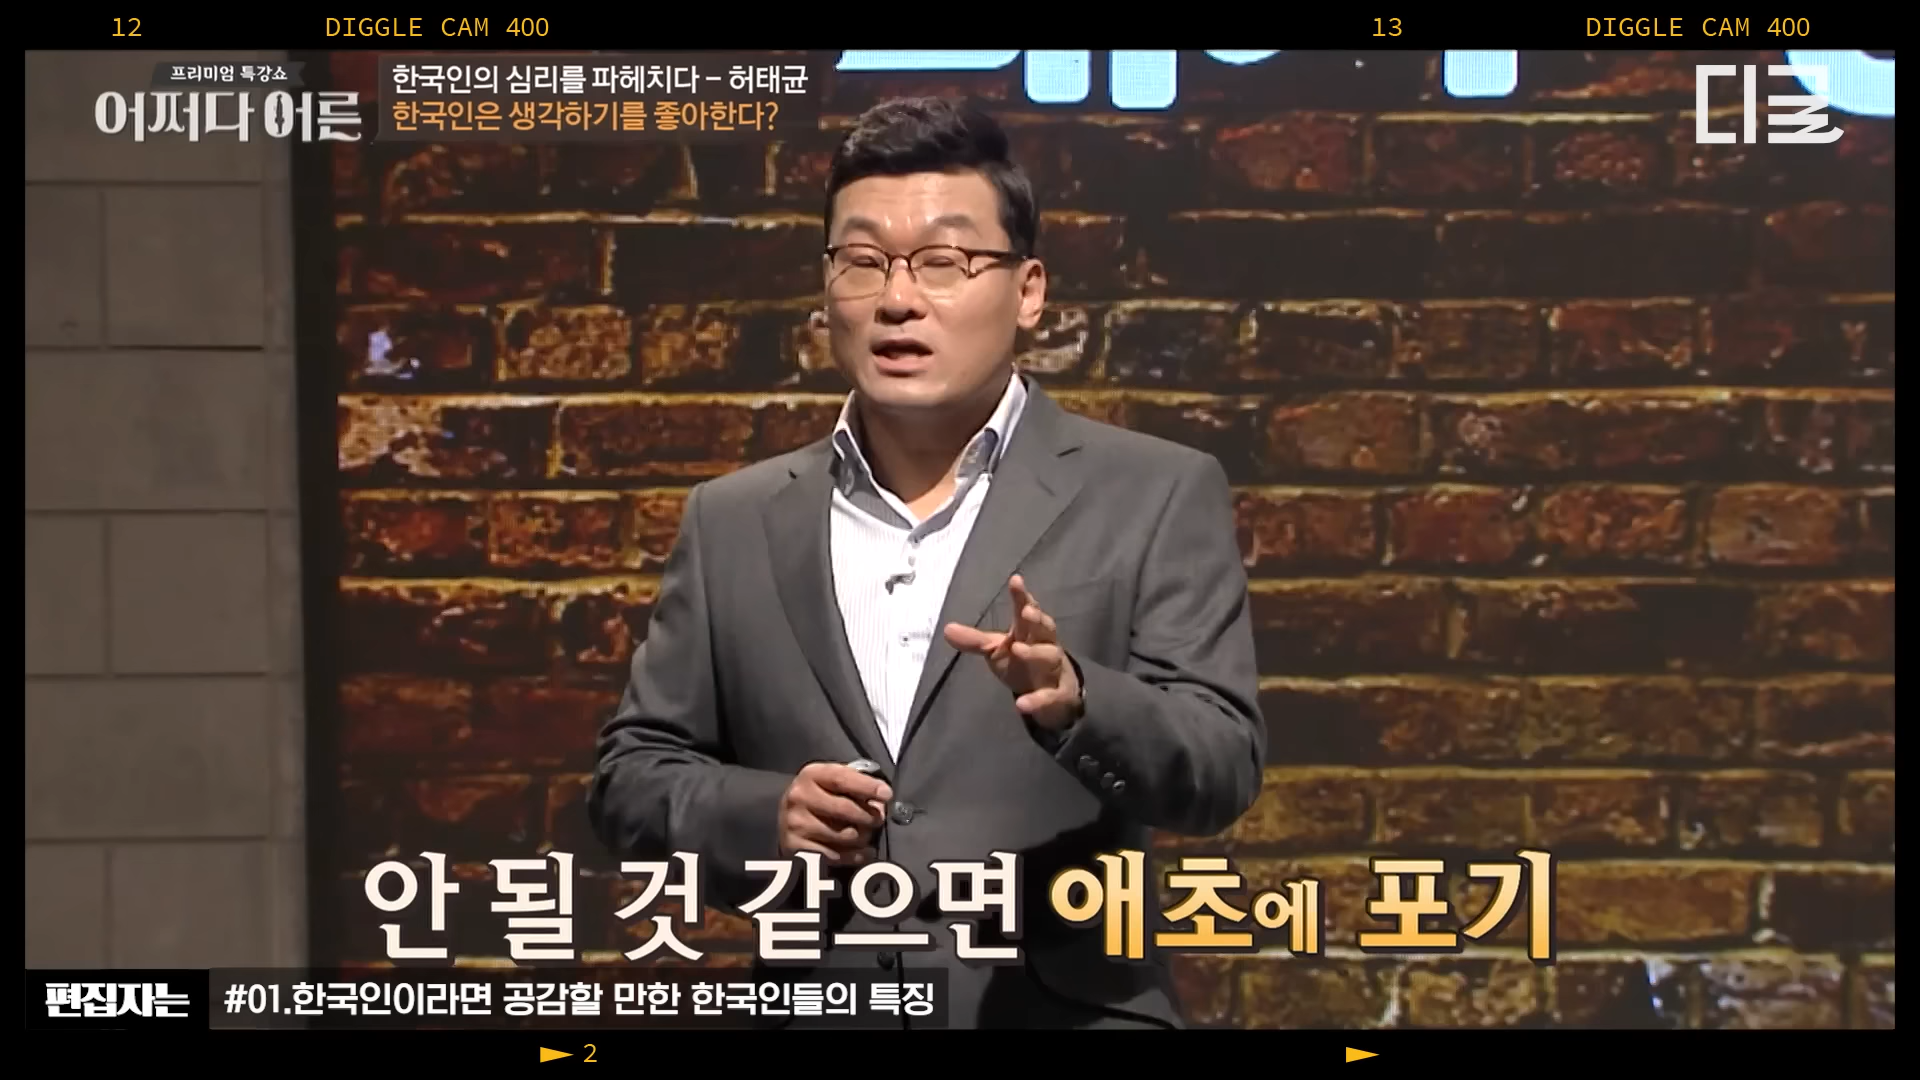 12
DIGGLE CAM 400
13
DIGGLE CAM 400
프리미엄 특강쇼
어쩌다 어른
한국인의 심리를 파헤치다 – 허태균
한국인은 생각하기를 좋아한다?
디글
안 될 것 같으면 애초에 포기
편집자는
#01.한국인이라면 공감할 만한 한국인들의 특징
2